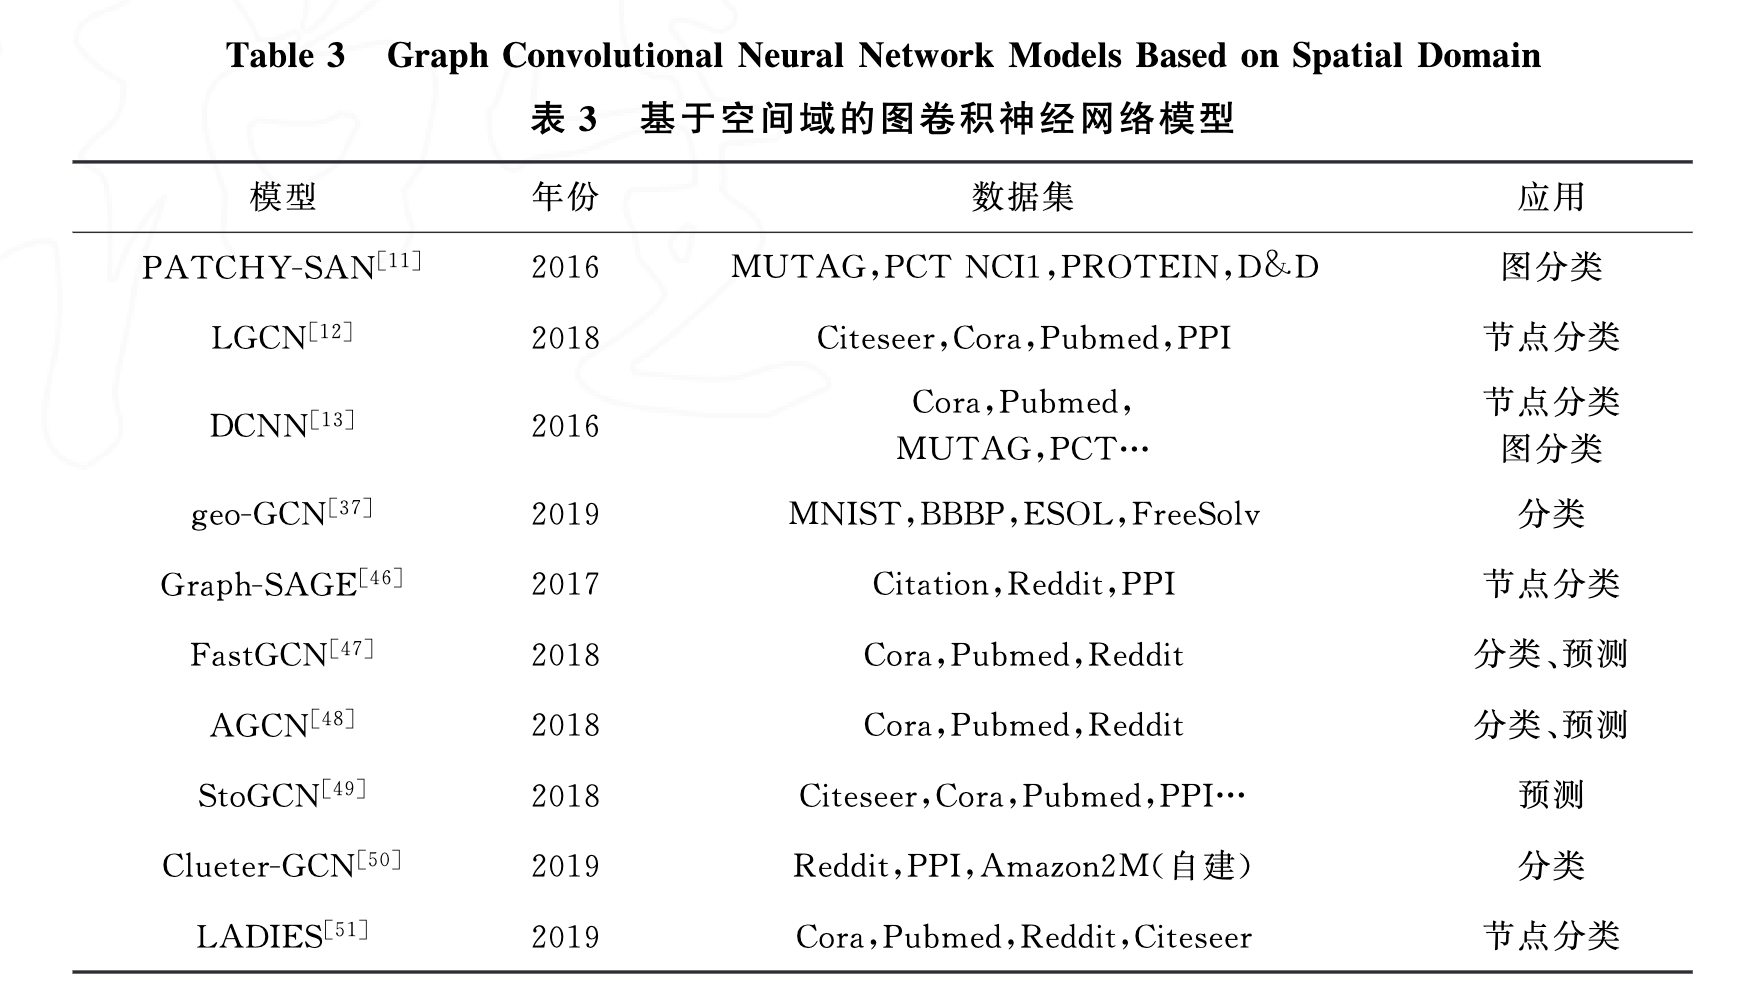 Table 3 Graph Convolutional Neural Network Models Based on Spatial Domain
表 3 基于空间域的图卷积神经网络模型
模型 年份 数据集 应用
PATCHY-SAN[11] 2016 MUTAG,PCT NCI1,PROTEIN,D&D 图分类
LGCN[12] 2018 Citeseer,Cora,Pubmed,PPI 节点分类
DCNN[13] 2016 Cora,Pubmed, 节点分类
MUTAG,PCT… 图分类
geo-GCN[37] 2019 MNIST,BBBP,ESOL,FreeSolv 分类
Graph-SAGE[46] 2017 Citation,Reddit,PPI 节点分类
FastGCN[47] 2018 Cora,Pubmed,Reddit 分类、预测
AGCN[48] 2018 Cora,Pubmed,Reddit 分类、预测
StoGCN[49] 2018 Citeseer,Cora,Pubmed,PPI… 预测
Clueter-GCN[50] 2019 Reddit,PPI,Amazon2M(自建) 分类
LADIES[51] 2019 Cora,Pubmed,Reddit,Citeseer 节点分类